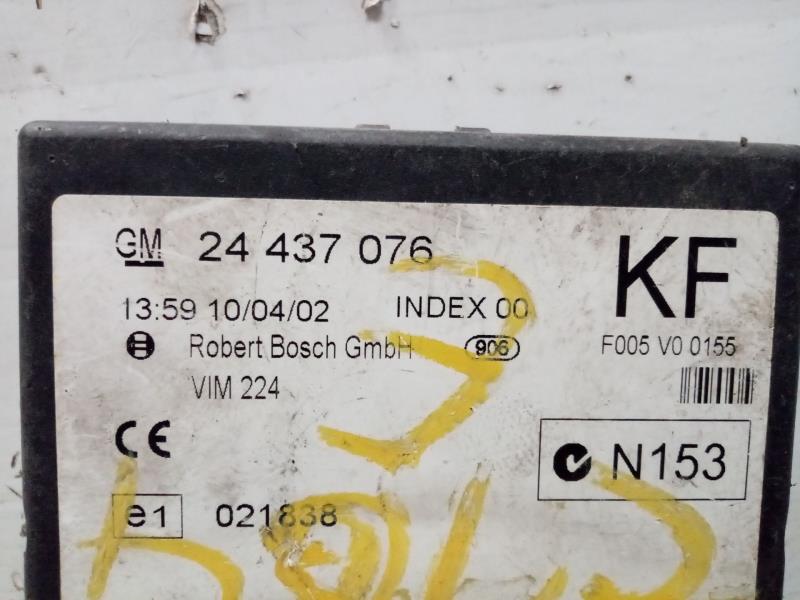 GM 24 437 076 KF
13:59 10/04/02 INDEX 00
Robert Bosch GmbH 906 F005 V0 0155
VIM 224
CE N153
e1 021838